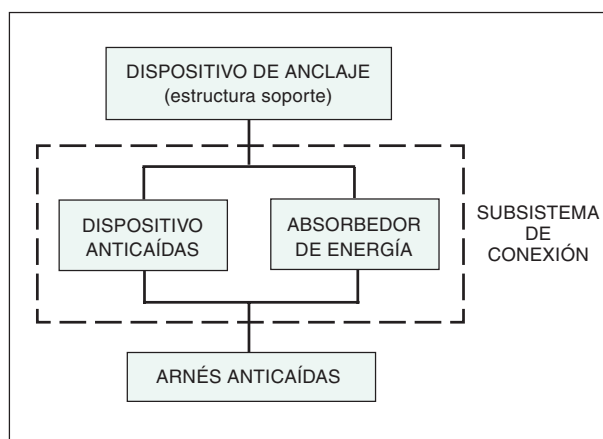 DISPOSITIVO DE ANCLAJE
(estructura soporte)
DISPOSITIVO
ANTICAÍDAS
ABSORBEDOR
DE ENERGÍA
SUBSISTEMA
DE
CONEXIÓN
ARNÉS ANTICAÍDAS